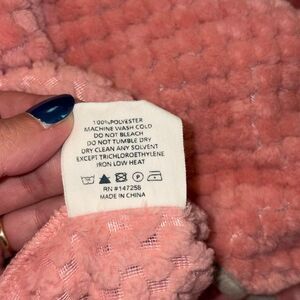 100%POLYESTER
MACHINE WASH COLD
DO NOT BLEACH
DO NOT TUMBLE DRY
DRY CLEAN ANY SOLVENT
EXCEPT TRICHLOROETHYLENE
IRON LOW HEAT
RN #147258
MADE IN CHINA